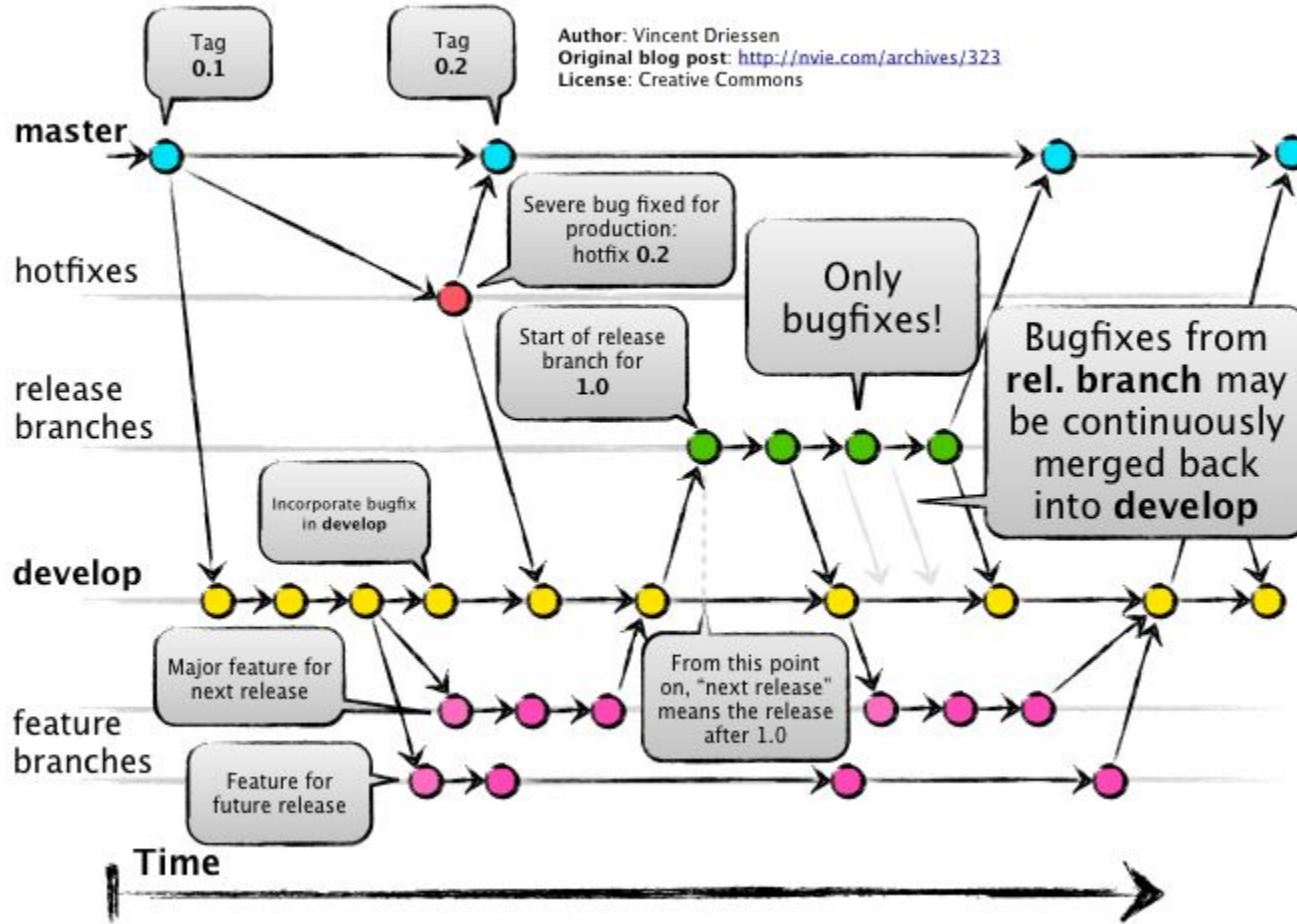 Tag
0.1
Tag
0.2
Author: Vincent Driessen
Original blog post: http://nvie.com/archives/323
License: Creative Commons
master
Severe bug fixed for
production:
hotfix 0.2
hotfixes
Only
bugfixes!
Start of release
branch for
1.0
Bugfixes from
rel. branch may
be continuously
merged back
into develop
release
branches
Incorporate bugfix
in develop
develop
Major feature for
next release
From this point
on, “next release”
means the release
after 1.0
feature
branches
Feature for
future release
Time